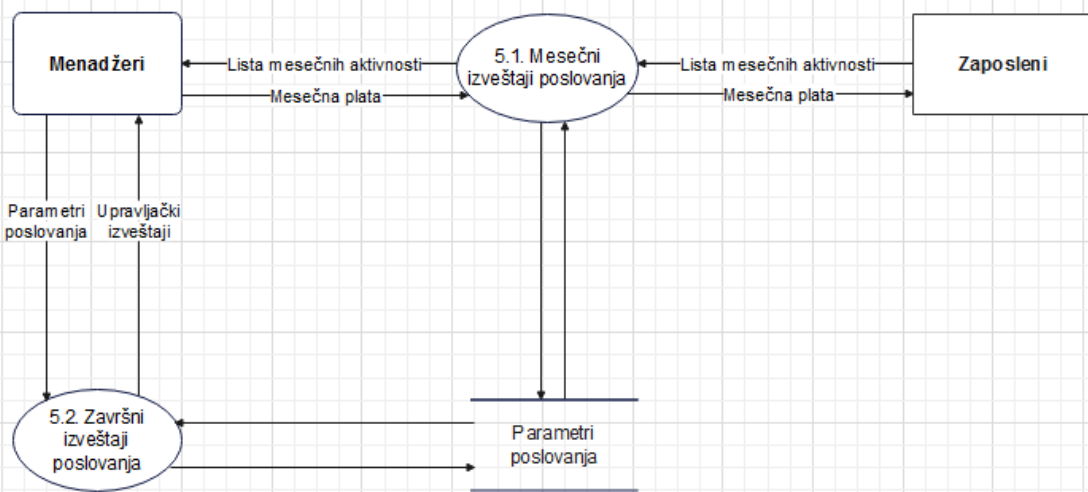 Menadžeri
Lista mesečnih aktivnosti
Mesečna plata
5.1. Mesečni
izveštaji poslovanja
Lista mesečnih aktivnosti
Mesečna plata
Zaposleni
Parametri
poslovanja
Upravljački
izveštaji
5.2. Završni
izveštaji
poslovanja
Parametri
poslovanja